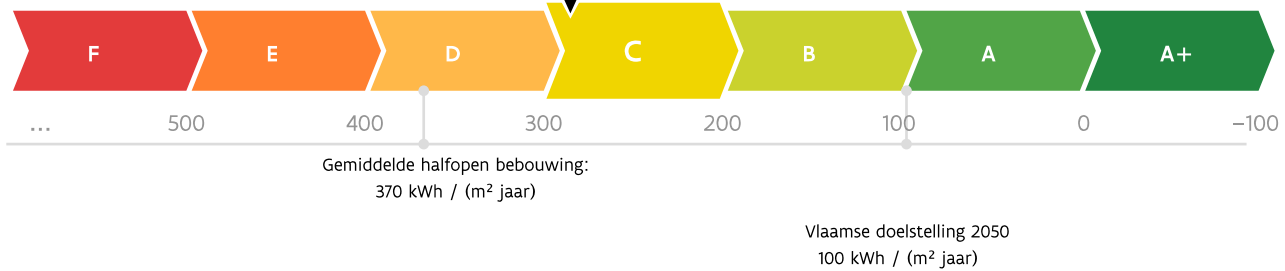 F E D C B A A+
... 500 400 300 200 100 0 −100
Gemiddelde halfopen bebouwing:
370 kWh / (m² jaar)
Vlaamse doelstelling 2050
100 kWh / (m² jaar)